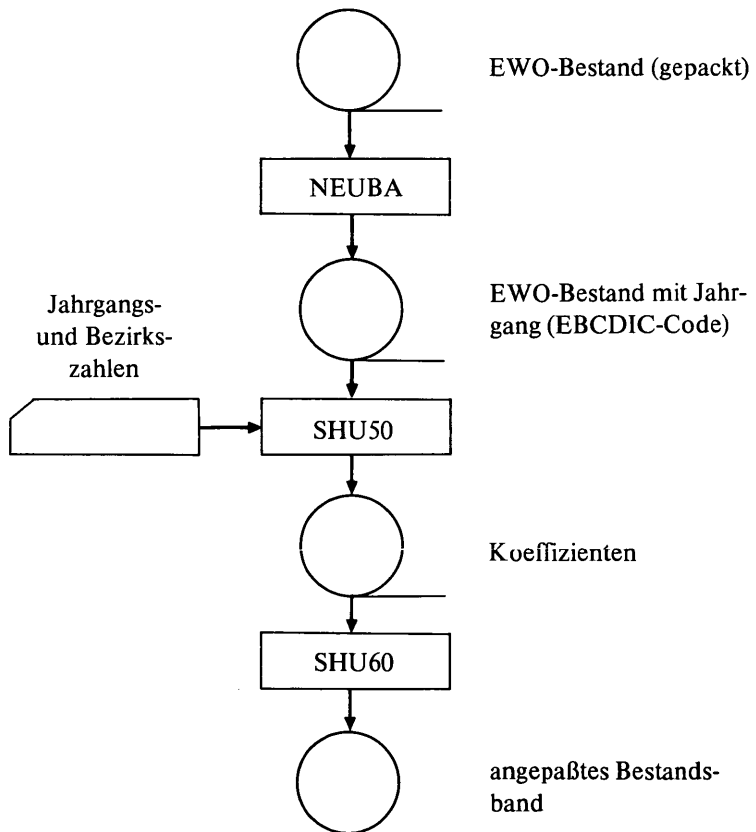 EWO-Bestand (gepackt)
NEUBA
EWO-Bestand mit Jahr-
gang (EBCDIC-Code)
Jahrgangs-
und Bezirks-
zahlen
SHU50
Koeffizienten
SHU60
angepaßtes Bestands-
band